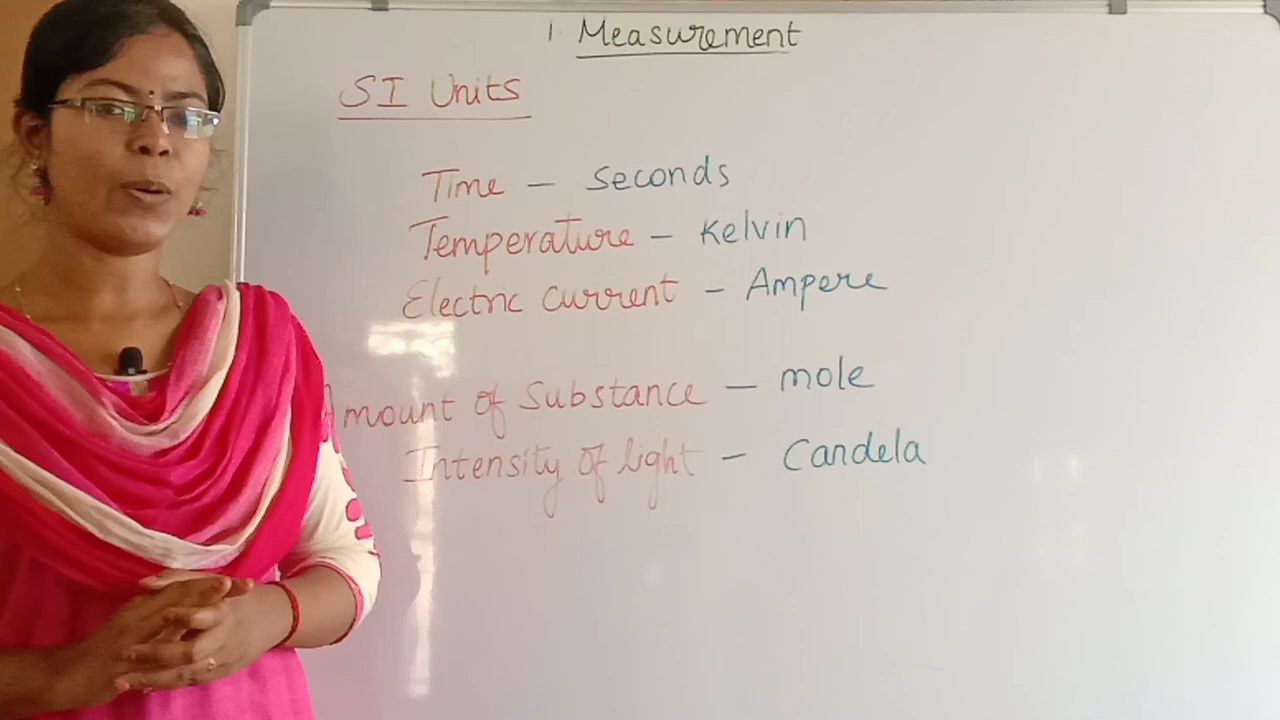 1. Measurement
SI Units
Time – Seconds
Temperature – Kelvin
Electric Current – Ampere
Amount of Substance – mole
Intensity of light – Candela